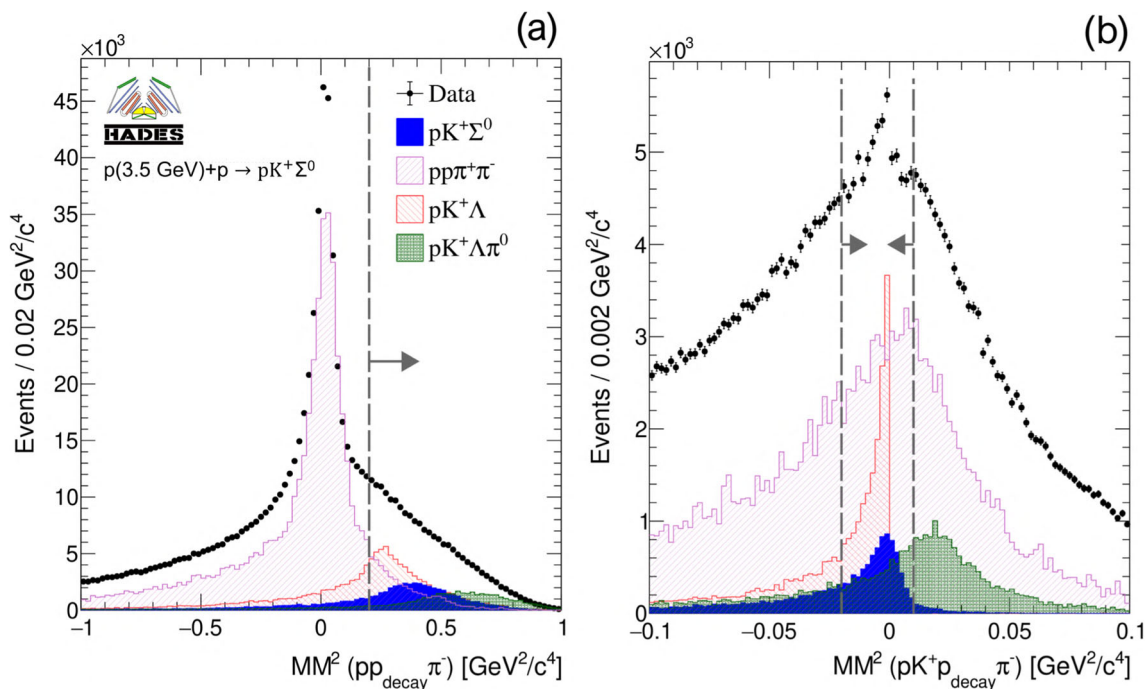 (a)
×10³
45
40
35
30
25
20
15
10
5
0
−1
−0.5
0
0.5
1
Events / 0.02 GeV²/c⁴
MM² (pp_decay π⁻) [GeV²/c⁴]
HADES
p(3.5 GeV)+p → pK⁺Σ⁰
Data
pK⁺Σ⁰
ppπ⁺π⁻
pK⁺Λ
pK⁺Λπ⁰
(b)
×10³
5
4
3
2
1
0
−0.1
−0.05
0
0.05
0.1
Events / 0.002 GeV²/c⁴
MM² (pK⁺p_decay π⁻) [GeV²/c⁴]